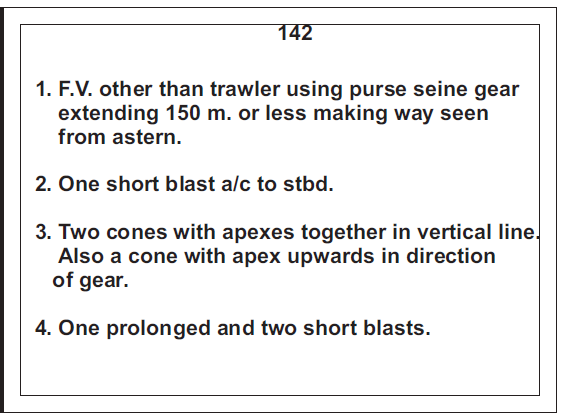 142
1. F.V. other than trawler using purse seine gear
extending 150 m. or less making way seen
from astern.
2. One short blast a/c to stbd.
3. Two cones with apexes together in vertical line.
Also a cone with apex upwards in direction
of gear.
4. One prolonged and two short blasts.